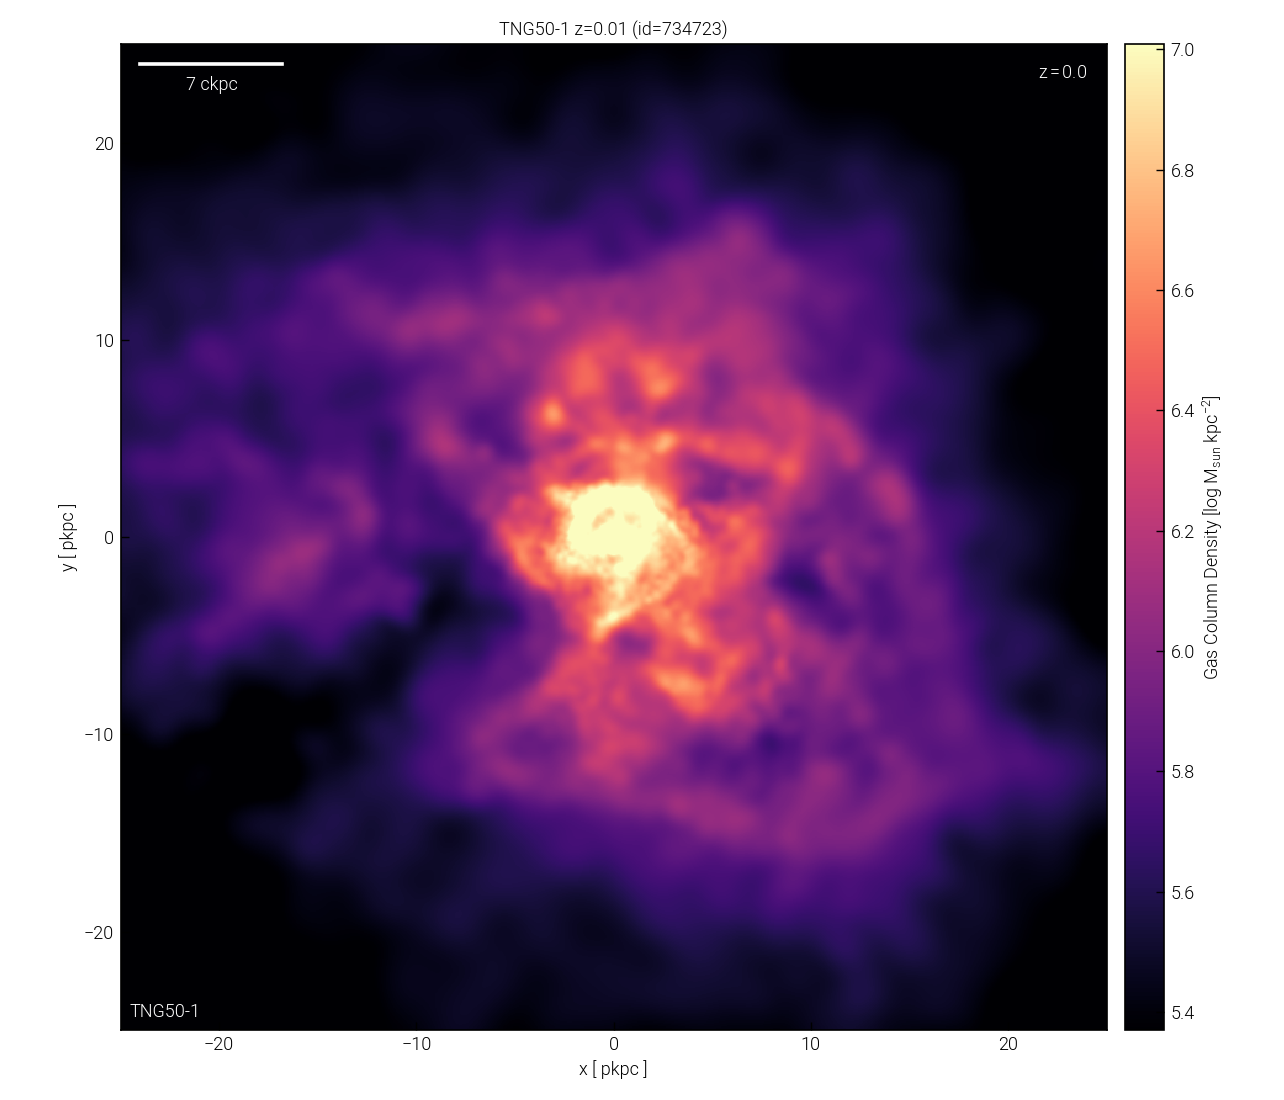 TNG50-1 z=0.01 (id=734723)
7 ckpc
z=0.0
TNG50-1
20
10
0
−10
−20
y [ pkpc ]
−20
−10
0
10
20
x [ pkpc ]
7.0
6.8
6.6
6.4
6.2
6.0
5.8
5.6
5.4
Gas Column Density [log Msun kpc−2]